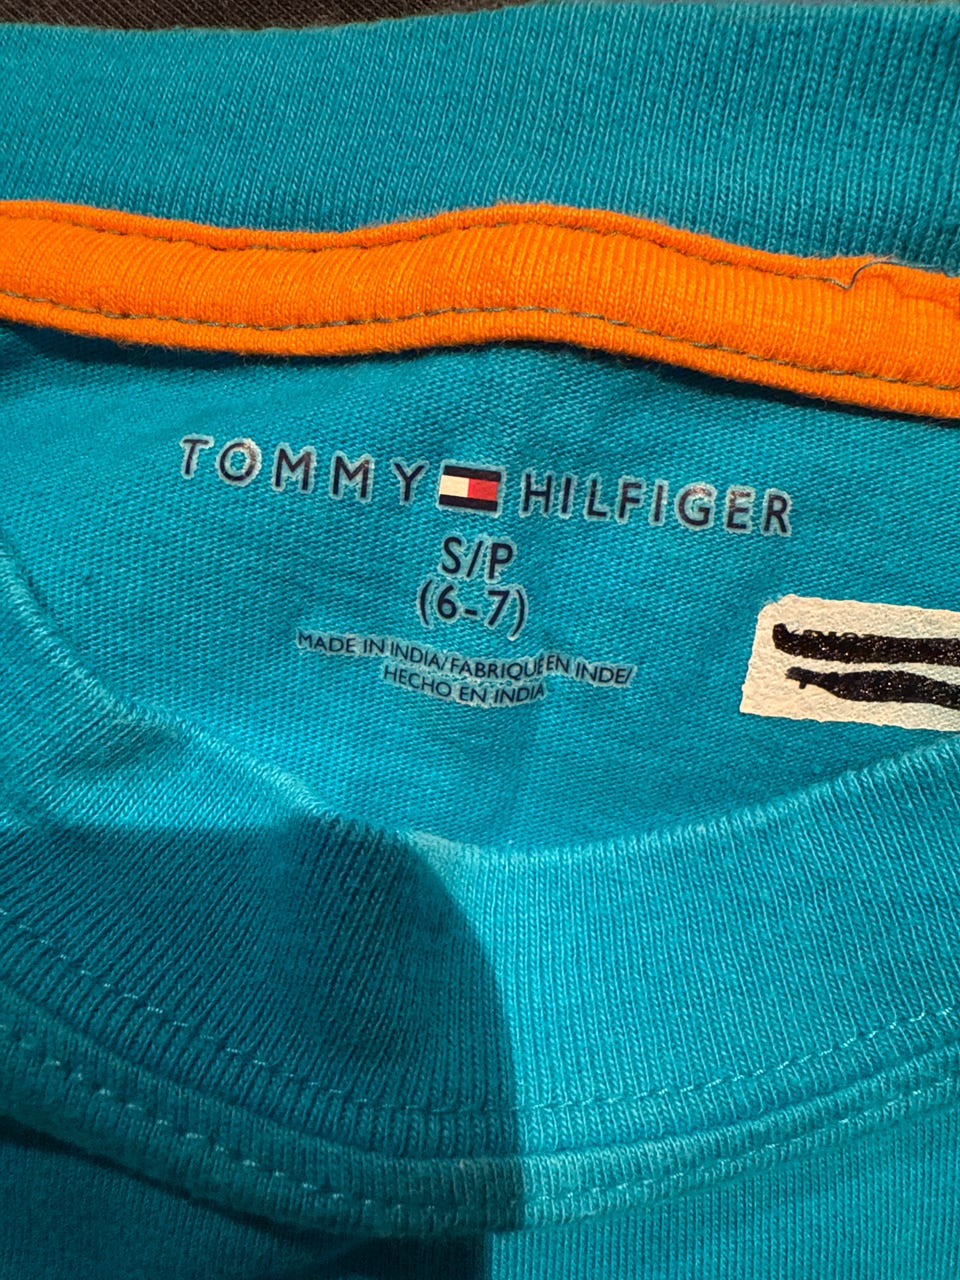 TOMMY HILFIGER
S/P
(6-7)
MADE IN INDIA/FABRIQUE EN INDE/
HECHO EN INDIA